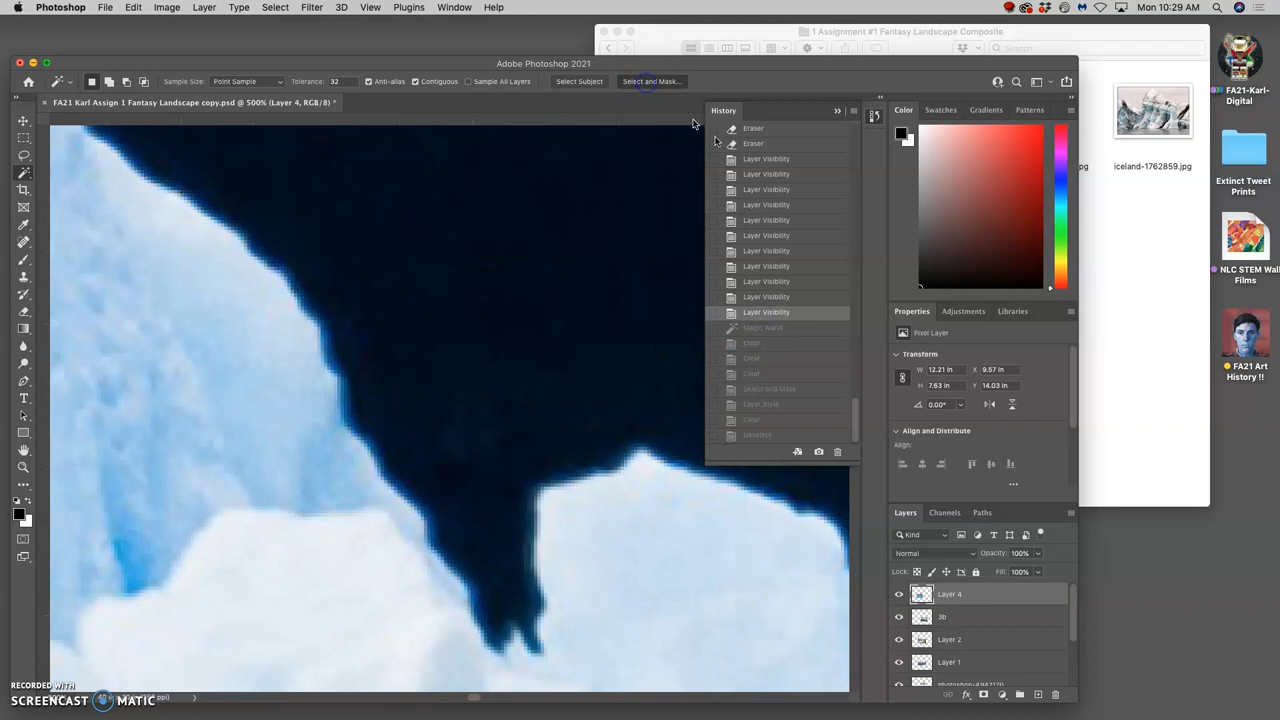 Photoshop File Edit Image Layer Type Select Filter 3D View Plugins Window Help
Mon 10:29 AM
1 Assignment #1 Fantasy Landscape Composite
Search
Adobe Photoshop 2021
Sample Size: Point Sample Tolerance: 32 Anti-alias Contiguous Sample All Layers Select Subject Select and Mask...
FA21 Karl Assign 1 Fantasy Landscape copy.psd @ 500% (Layer 4, RGB/8) *
History
Eraser
Eraser
Layer Visibility
Layer Visibility
Layer Visibility
Layer Visibility
Layer Visibility
Layer Visibility
Layer Visibility
Layer Visibility
Layer Visibility
Layer Visibility
Layer Visibility
Magic Wand
Clear
Clear
Clear
Select and Mask
Layer Style
Clear
Deselect
Color Swatches Gradients Patterns
Properties Adjustments Libraries
Pixel Layer
Transform
W 12.21 in X 9.57 in
H 7.63 in Y 14.03 in
0.00°
Align and Distribute
Align:
Layers Channels Paths
Kind
Normal Opacity: 100%
Lock: Fill: 100%
Layer 4
3b
Layer 2
Layer 1
iceland-1762859.jpg
FA21-Karl-
Digital
Extinct Tweet
Prints
NLC STEM Wall
Films
FA21 Art
History !!
RECORDED WITH
SCREENCAST MATIC